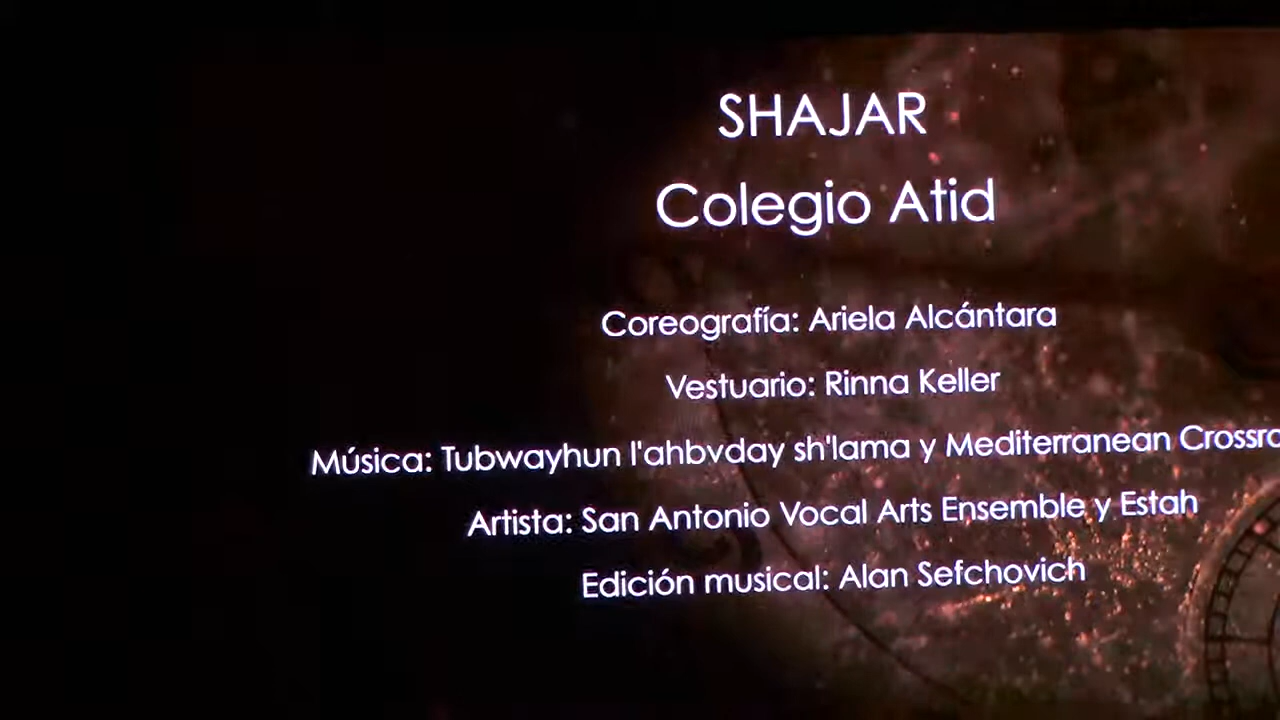 SHAJAR
Colegio Atid
Coreografía: Ariela Alcántara
Vestuario: Rinna Keller
Música: Tubwayhun l'ahbvday sh'lama y Mediterranean
Artista: San Antonio Vocal Arts Ensemble y Estah
Edición musical: Alan Sefchovich